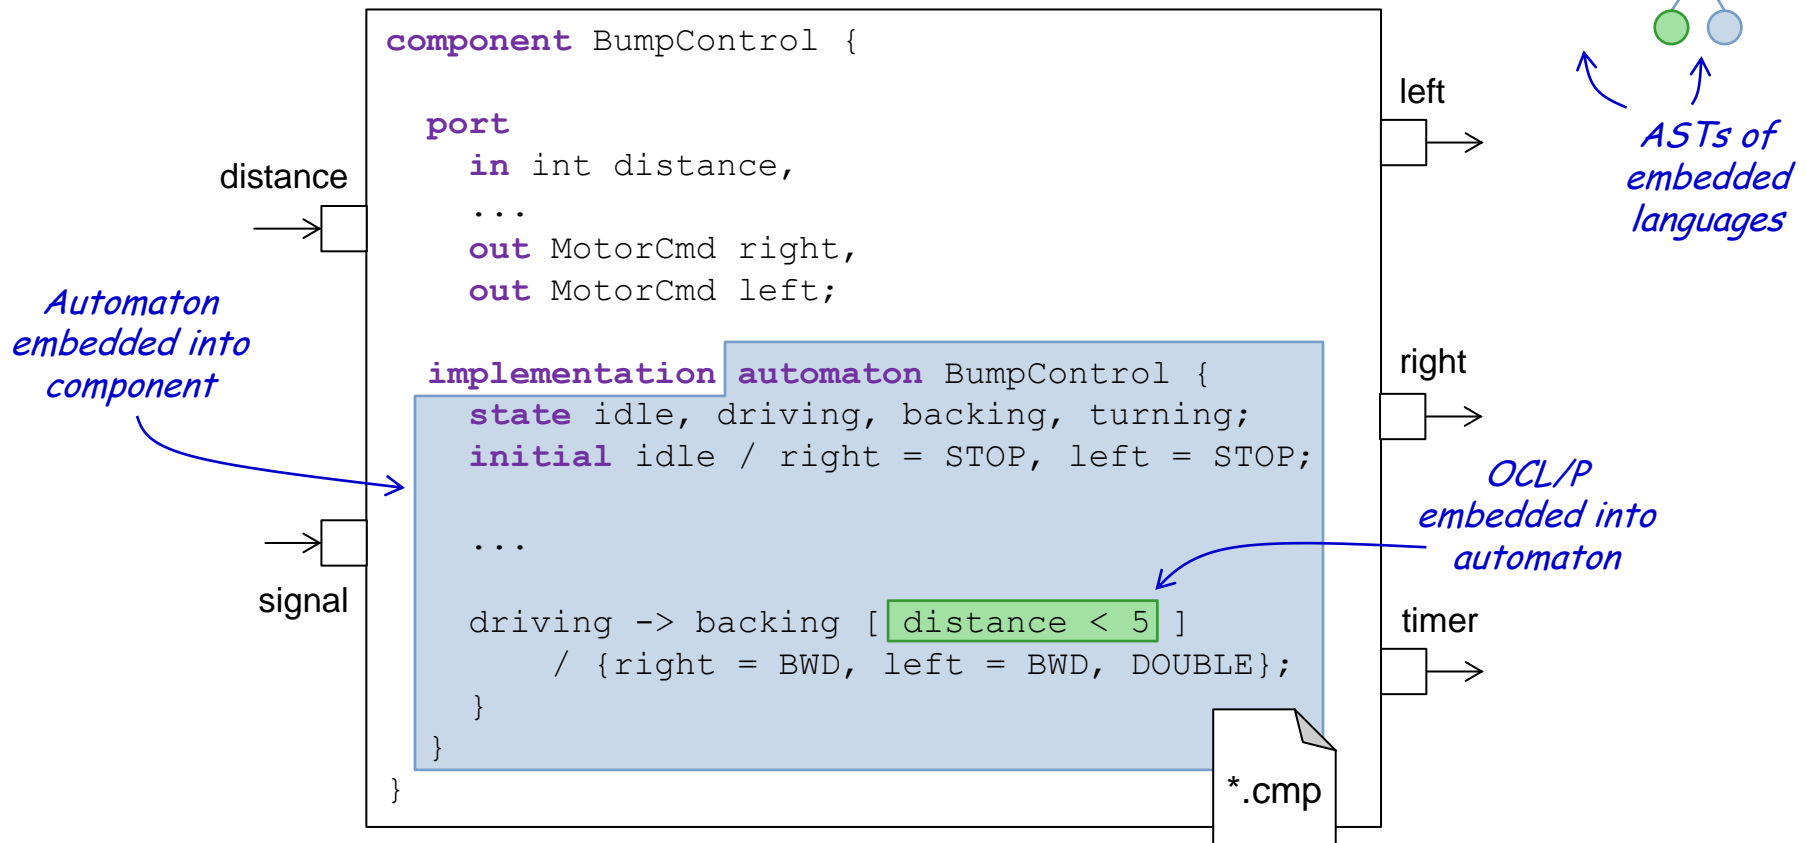 component BumpControl {
port
in int distance,
...
out MotorCmd right,
out MotorCmd left;
implementation automaton BumpControl {
state idle, driving, backing, turning;
initial idle / right = STOP, left = STOP;
...
driving -> backing [ distance < 5 ]
/ {right = BWD, left = BWD, DOUBLE};
}
}
}
distance
signal
left
right
timer
Automaton
embedded into
component
ASTs of
embedded
languages
OCL/P
embedded into
automaton
*.cmp